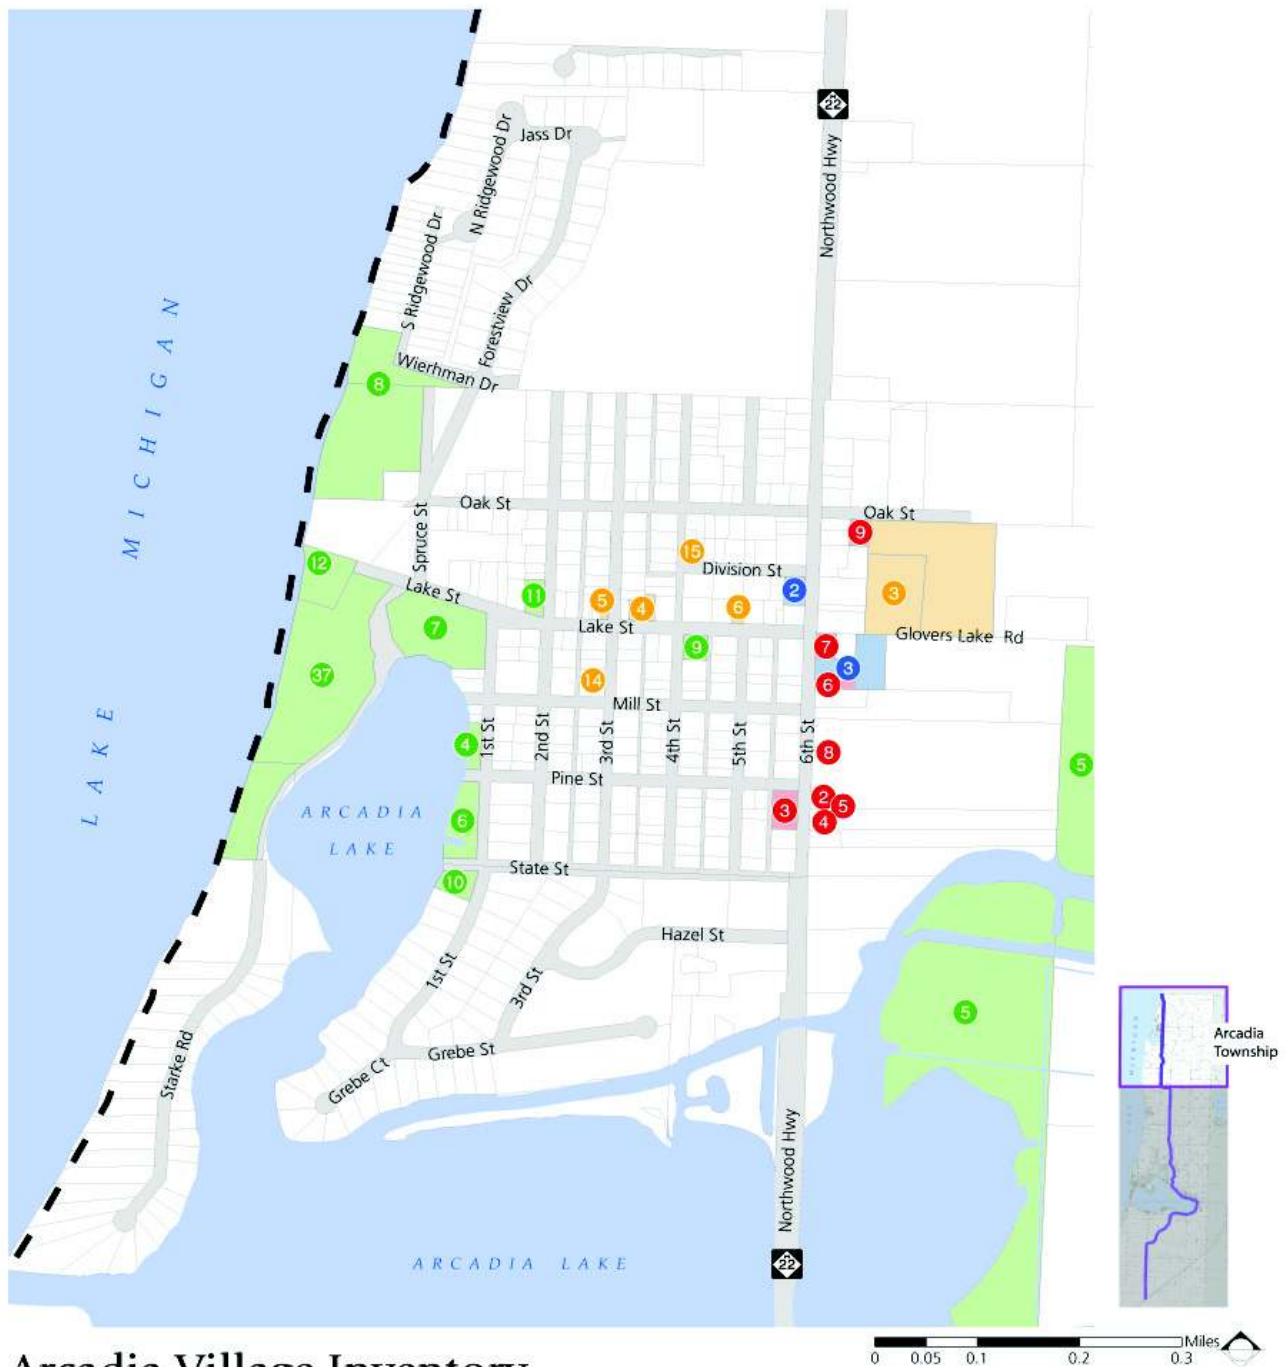 22
Jass Dr
N Ridgewood Dr
Northwood Hwy
S Ridgewood Dr
Forestview Dr
LAKE MICHIGAN
Wierhman Dr
8
Oak St
Oak St
Spruce St
9
15
12
Division St
Lake St
11
5
4
6
2
3
7
Lake St
9
7
Glovers Lake Rd
37
14
3
6
Mill St
4
1st St
2nd St
3rd St
4th St
5th St
6th St
8
5
Pine St
ARCADIA
LAKE
6
3
2
5
4
State St
10
Hazel St
1st St
3rd St
5
Starke Rd
Grebe St
Grebe Ct
Arcadia
Township
Northwood Hwy
ARCADIA LAKE
22
Arcadia Village Inventory
Miles
0 0.05 0.1 0.2 0.3